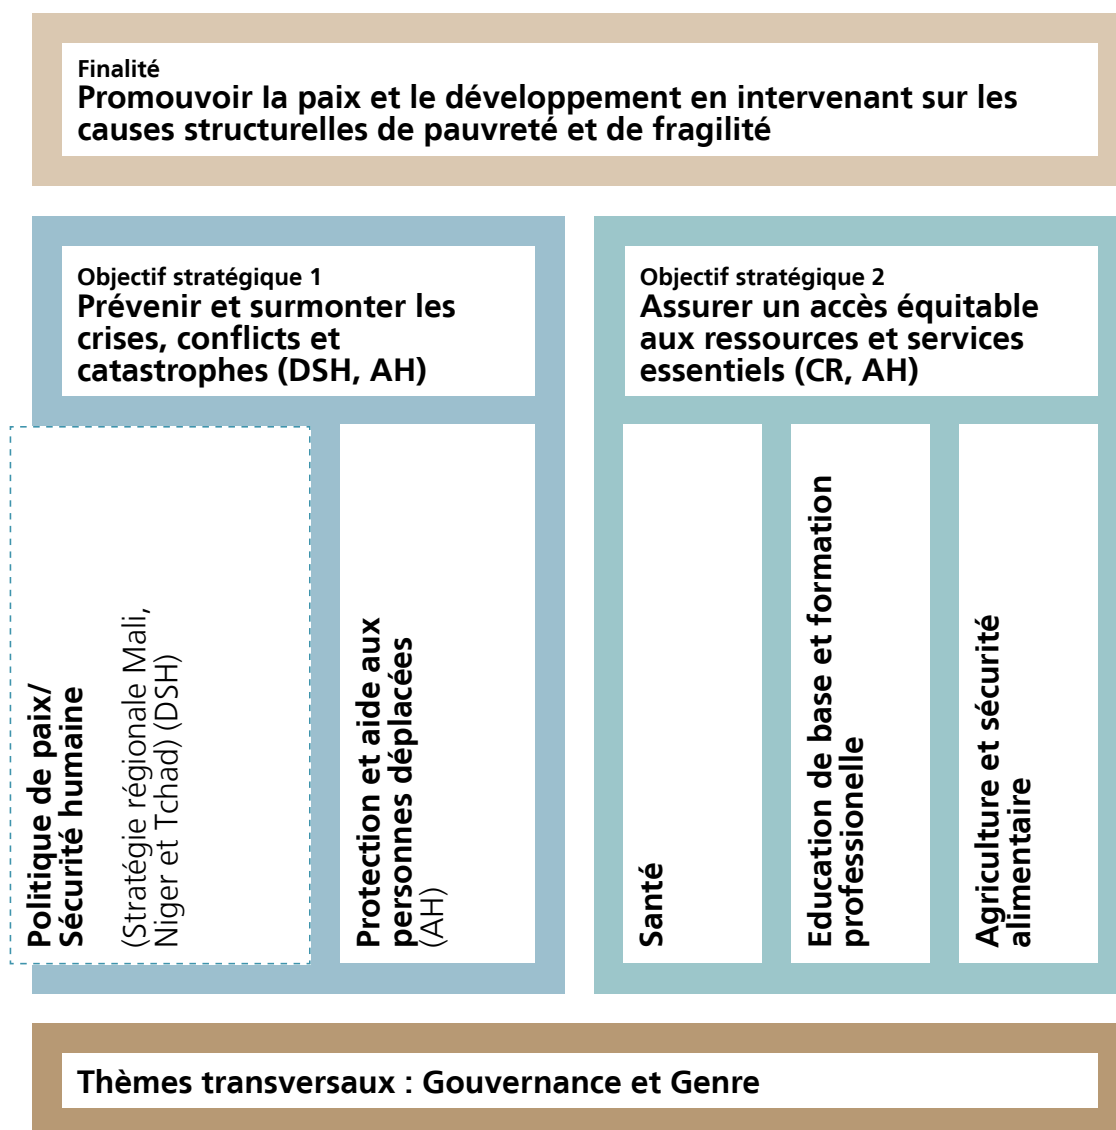 Finalité
Promouvoir la paix et le développement en intervenant sur les
causes structurelles de pauvreté et de fragilité
Objectif stratégique 1
Prévenir et surmonter les
crises, conflicts et
catastrophes (DSH, AH)
Politique de paix/
Sécurité humaine
(Stratégie régionale Mali,
Niger et Tchad) (DSH)
Protection et aide aux
personnes déplacées
(AH)
Objectif stratégique 2
Assurer un accès équitable
aux ressources et services
essentiels (CR, AH)
Santé
Education de base et formation
professionelle
Agriculture et sécurité
alimentaire
Thèmes transversaux : Gouvernance et Genre